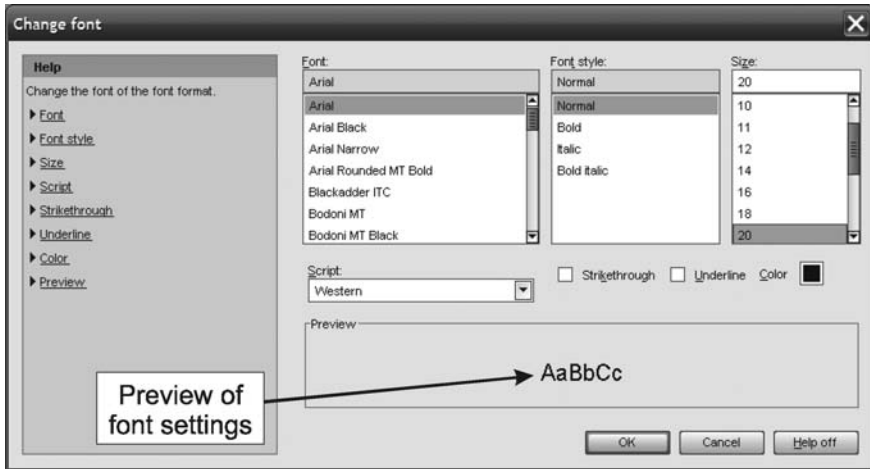 Change font
Help
Change the font of the font format.
Font
Font style
Size
Script
Strikethrough
Underline
Color
Preview
Font:
Arial
Arial
Arial Black
Arial Narrow
Arial Rounded MT Bold
Blackadder ITC
Bodoni MT
Bodoni MT Black
Font style:
Normal
Normal
Bold
Italic
Bold italic
Size:
20
10
11
12
14
16
18
20
Script:
Western
Strikethrough
Underline
Color
Preview
AaBbCc
Preview of
font settings
OK
Cancel
Help off